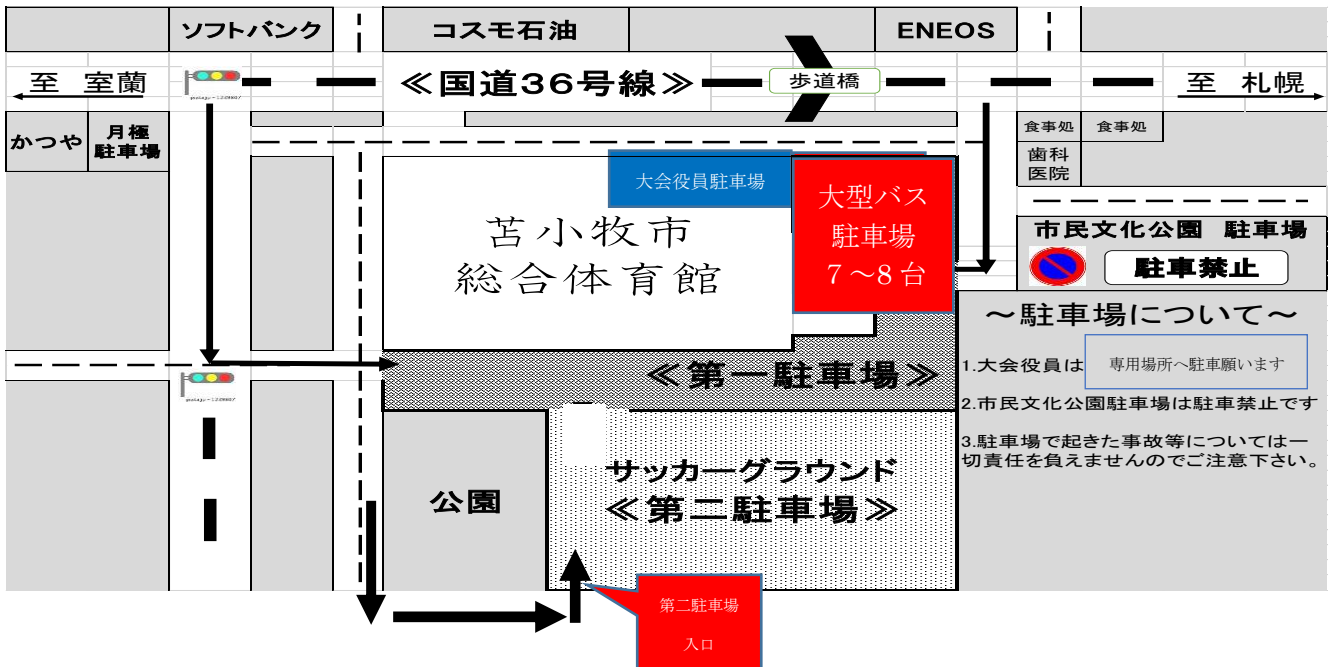 ソフトバンク
コスモ石油
ENEOS
至 室蘭
≪国道36号線≫
歩道橋
至 札幌
かつや
月極
駐車場
食事処
食事処
歯科
医院
大会役員駐車場
大型バス
駐車場
7～8台
苫小牧市
総合体育館
市民文化公園 駐車場
駐車禁止
～駐車場について～
1.大会役員は 専用場所へ駐車願います
2.市民文化公園駐車場は駐車禁止です
3.駐車場で起きた事故等については一
切責任を負えませんのでご注意下さい。
≪第一駐車場≫
サッカーグラウンド
≪第二駐車場≫
公園
第二駐車場
入口